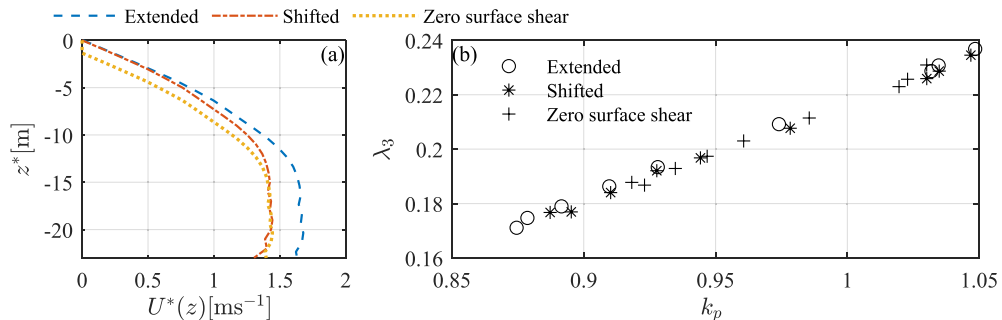 Extended Shifted Zero surface shear
(a)
0
-5
-10
-15
-20
z*[m]
0 0.5 1 1.5 2
U*(z)[ms⁻¹]
(b)
Extended
Shifted
Zero surface shear
0.24
0.22
0.2
0.18
0.16
λ₃
0.85 0.9 0.95 1 1.05
kₚ